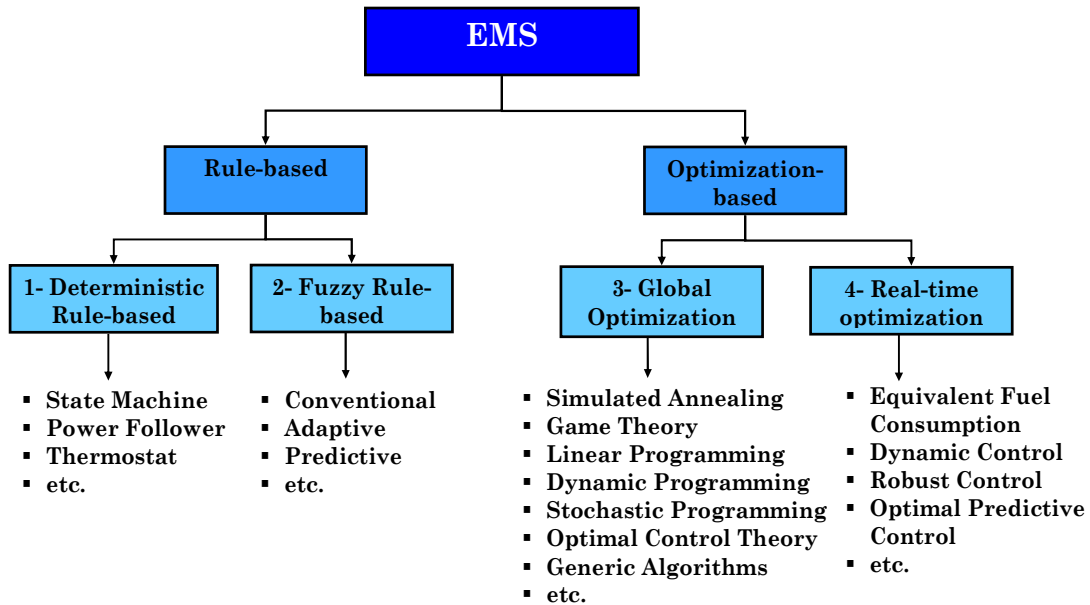 EMS
Rule-based
Optimization-
based
1- Deterministic
Rule-based
2- Fuzzy Rule-
based
3- Global
Optimization
4- Real-time
optimization
▪ State Machine
▪ Power Follower
▪ Thermostat
▪ etc.
▪ Conventional
▪ Adaptive
▪ Predictive
▪ etc.
▪ Simulated Annealing
▪ Game Theory
▪ Linear Programming
▪ Dynamic Programming
▪ Stochastic Programming
▪ Optimal Control Theory
▪ Generic Algorithms
▪ etc.
▪ Equivalent Fuel
Consumption
▪ Dynamic Control
▪ Robust Control
▪ Optimal Predictive
Control
▪ etc.